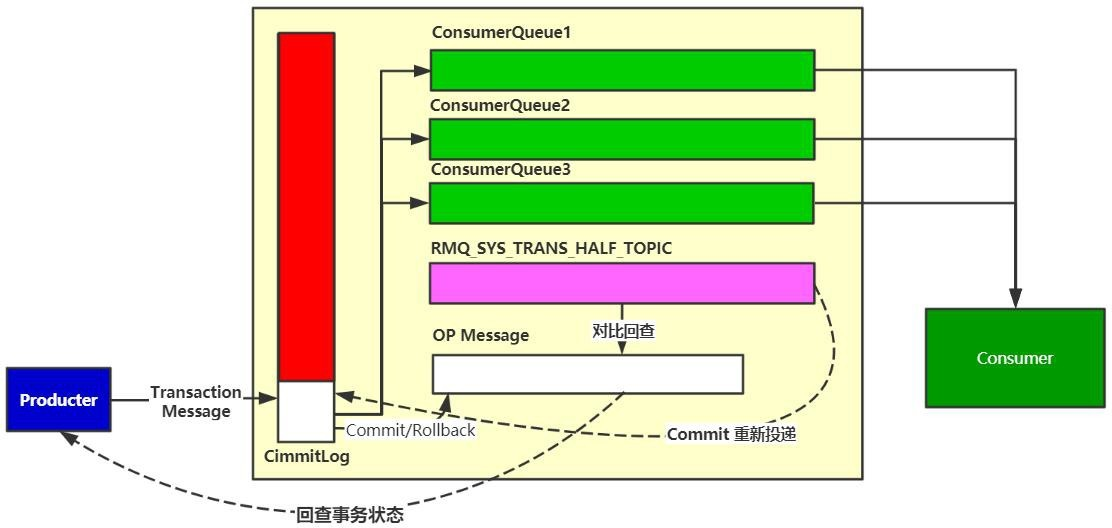 ConsumerQueue1
ConsumerQueue2
ConsumerQueue3
RMQ_SYS_TRANS_HALF_TOPIC
对比回查
OP Message
Consumer
Producter
Transaction
Message
Commit/Rollback
Commit 重新投递
CimmitLog
回查事务状态